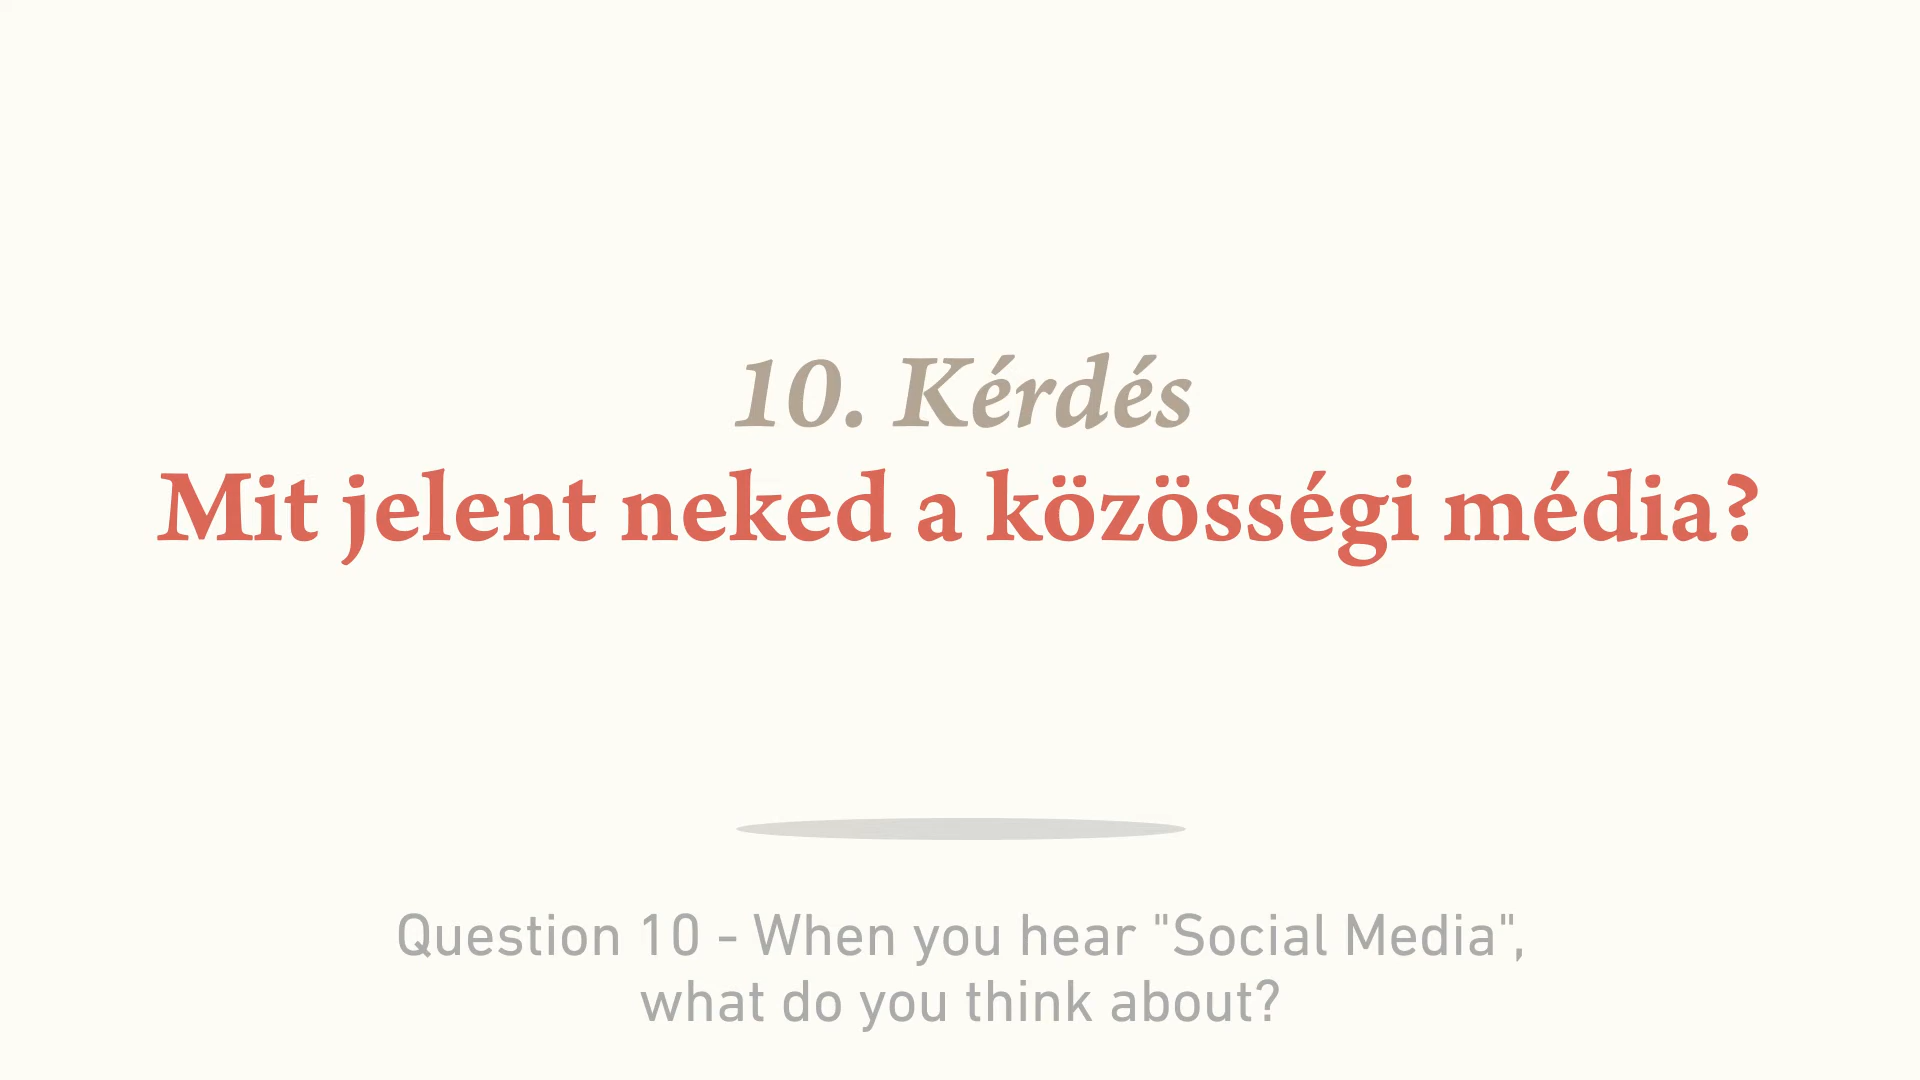 10. Kérdés
Mit jelent neked a közösségi média?
Question 10 - When you hear "Social Media",
what do you think about?